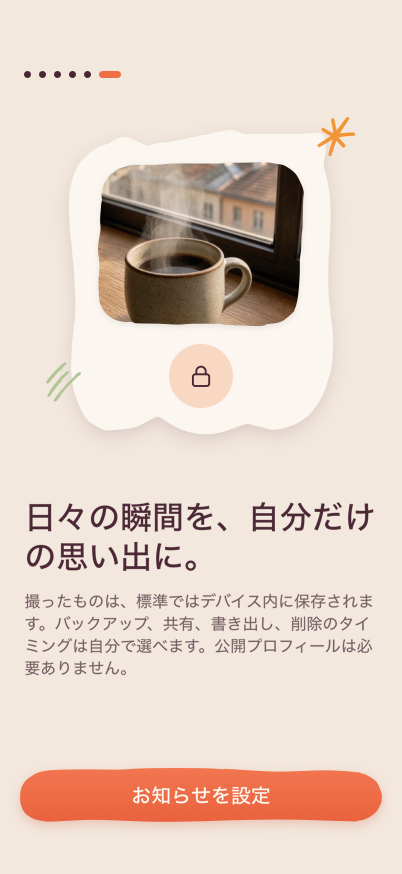 日々の瞬間を、自分だけ
の思い出に。
撮ったものは、標準ではデバイス内に保存されま
す。バックアップ、共有、書き出し、削除のタイ
ミングは自分で選べます。公開プロフィールは必
要ありません。
お知らせを設定